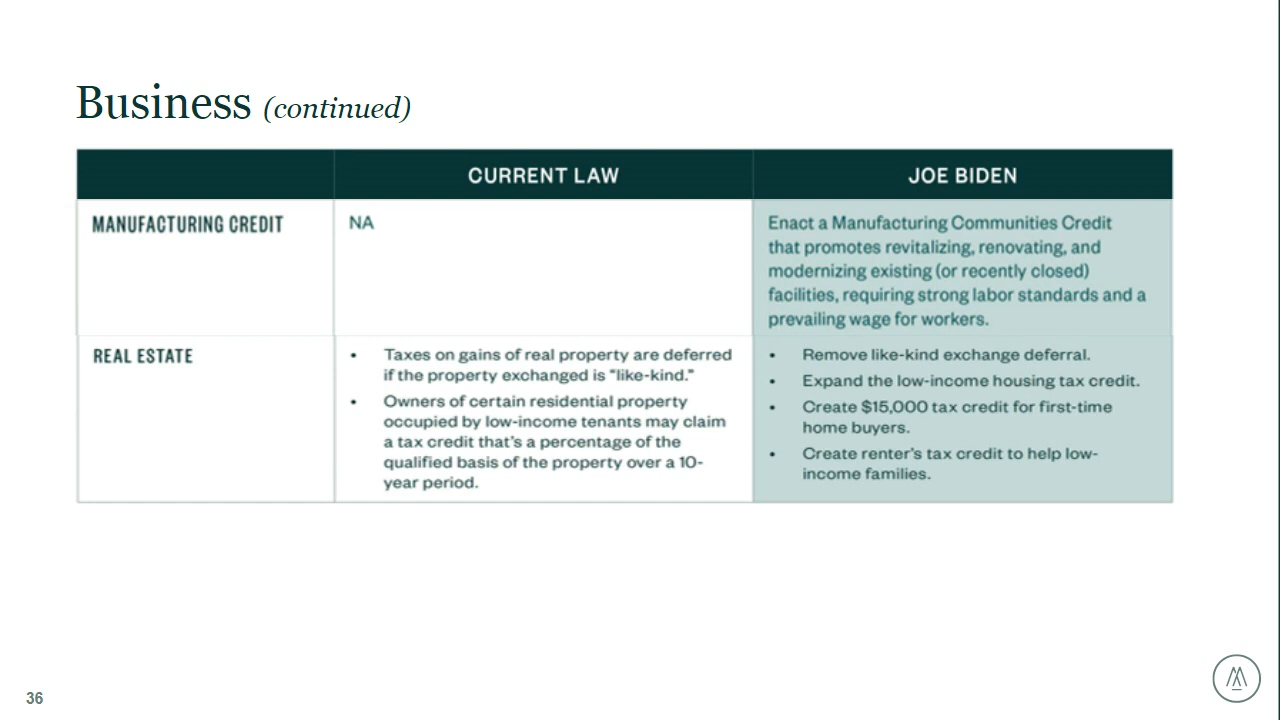 Business (continued)
CURRENT LAW
JOE BIDEN
MANUFACTURING CREDIT
NA
Enact a Manufacturing Communities Credit
that promotes revitalizing, renovating, and
modernizing existing (or recently closed)
facilities, requiring strong labor standards and a
prevailing wage for workers.
REAL ESTATE
• Taxes on gains of real property are deferred
if the property exchanged is "like-kind."
• Owners of certain residential property
occupied by low-income tenants may claim
a tax credit that's a percentage of the
qualified basis of the property over a 10-
year period.
• Remove like-kind exchange deferral.
• Expand the low-income housing tax credit.
• Create $15,000 tax credit for first-time
home buyers.
• Create renter's tax credit to help low-
income families.
36